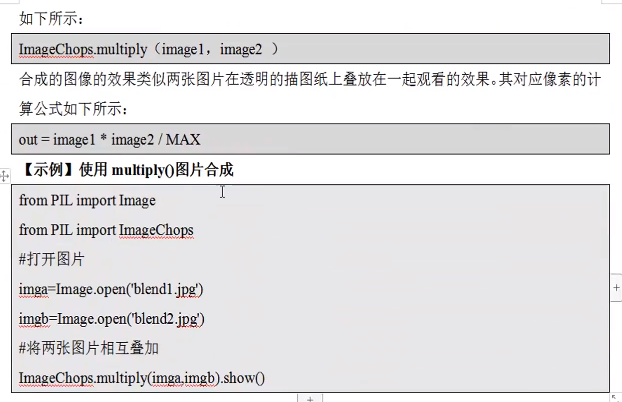 如下所示：
ImageChops.multiply（image1，image2 ）
合成的图像的效果类似两张图片在透明的描图纸上叠放在一起观看的效果。其对应像素的计
算公式如下所示：
out = image1 * image2 / MAX
【示例】使用 multiply()图片合成
from PIL import Image
from PIL import ImageChops
#打开图片
imga=Image.open('blend1.jpg')
imgb=Image.open('blend2.jpg')
#将两张图片相互叠加
ImageChops.multiply(imga,imgb).show()